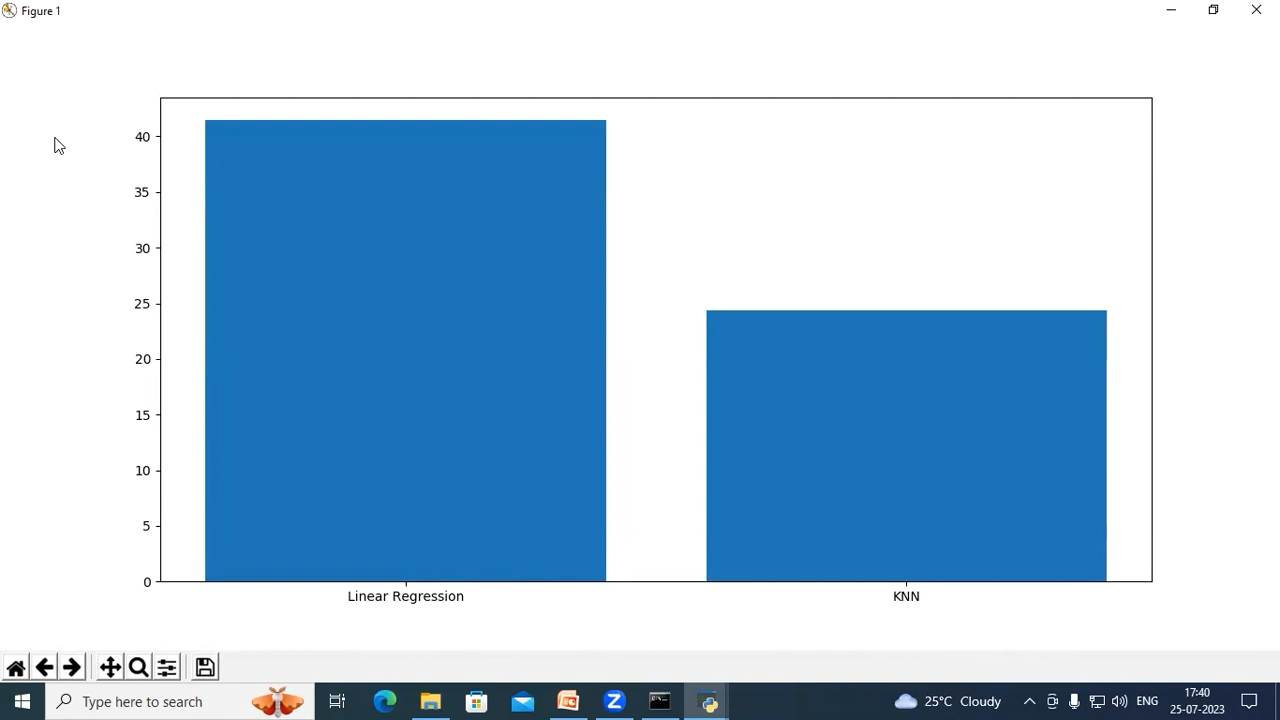 Figure 1
40
35
30
25
20
15
10
5
0
Linear Regression
KNN
Type here to search
25°C Cloudy
ENG
17:40
25-07-2023